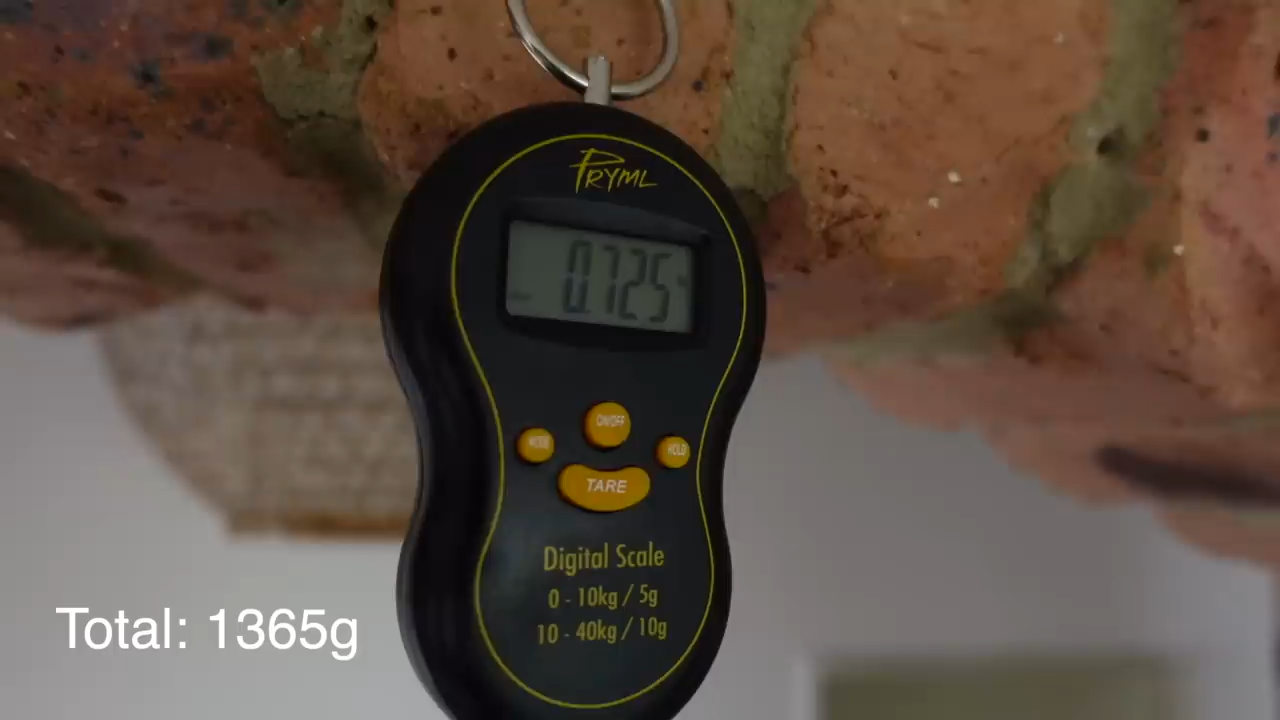 PRYML
0.725
ON/OFF
MODE
HOLD
TARE
Digital Scale
0 - 10kg / 5g
10 - 40kg / 10g
Total: 1365g